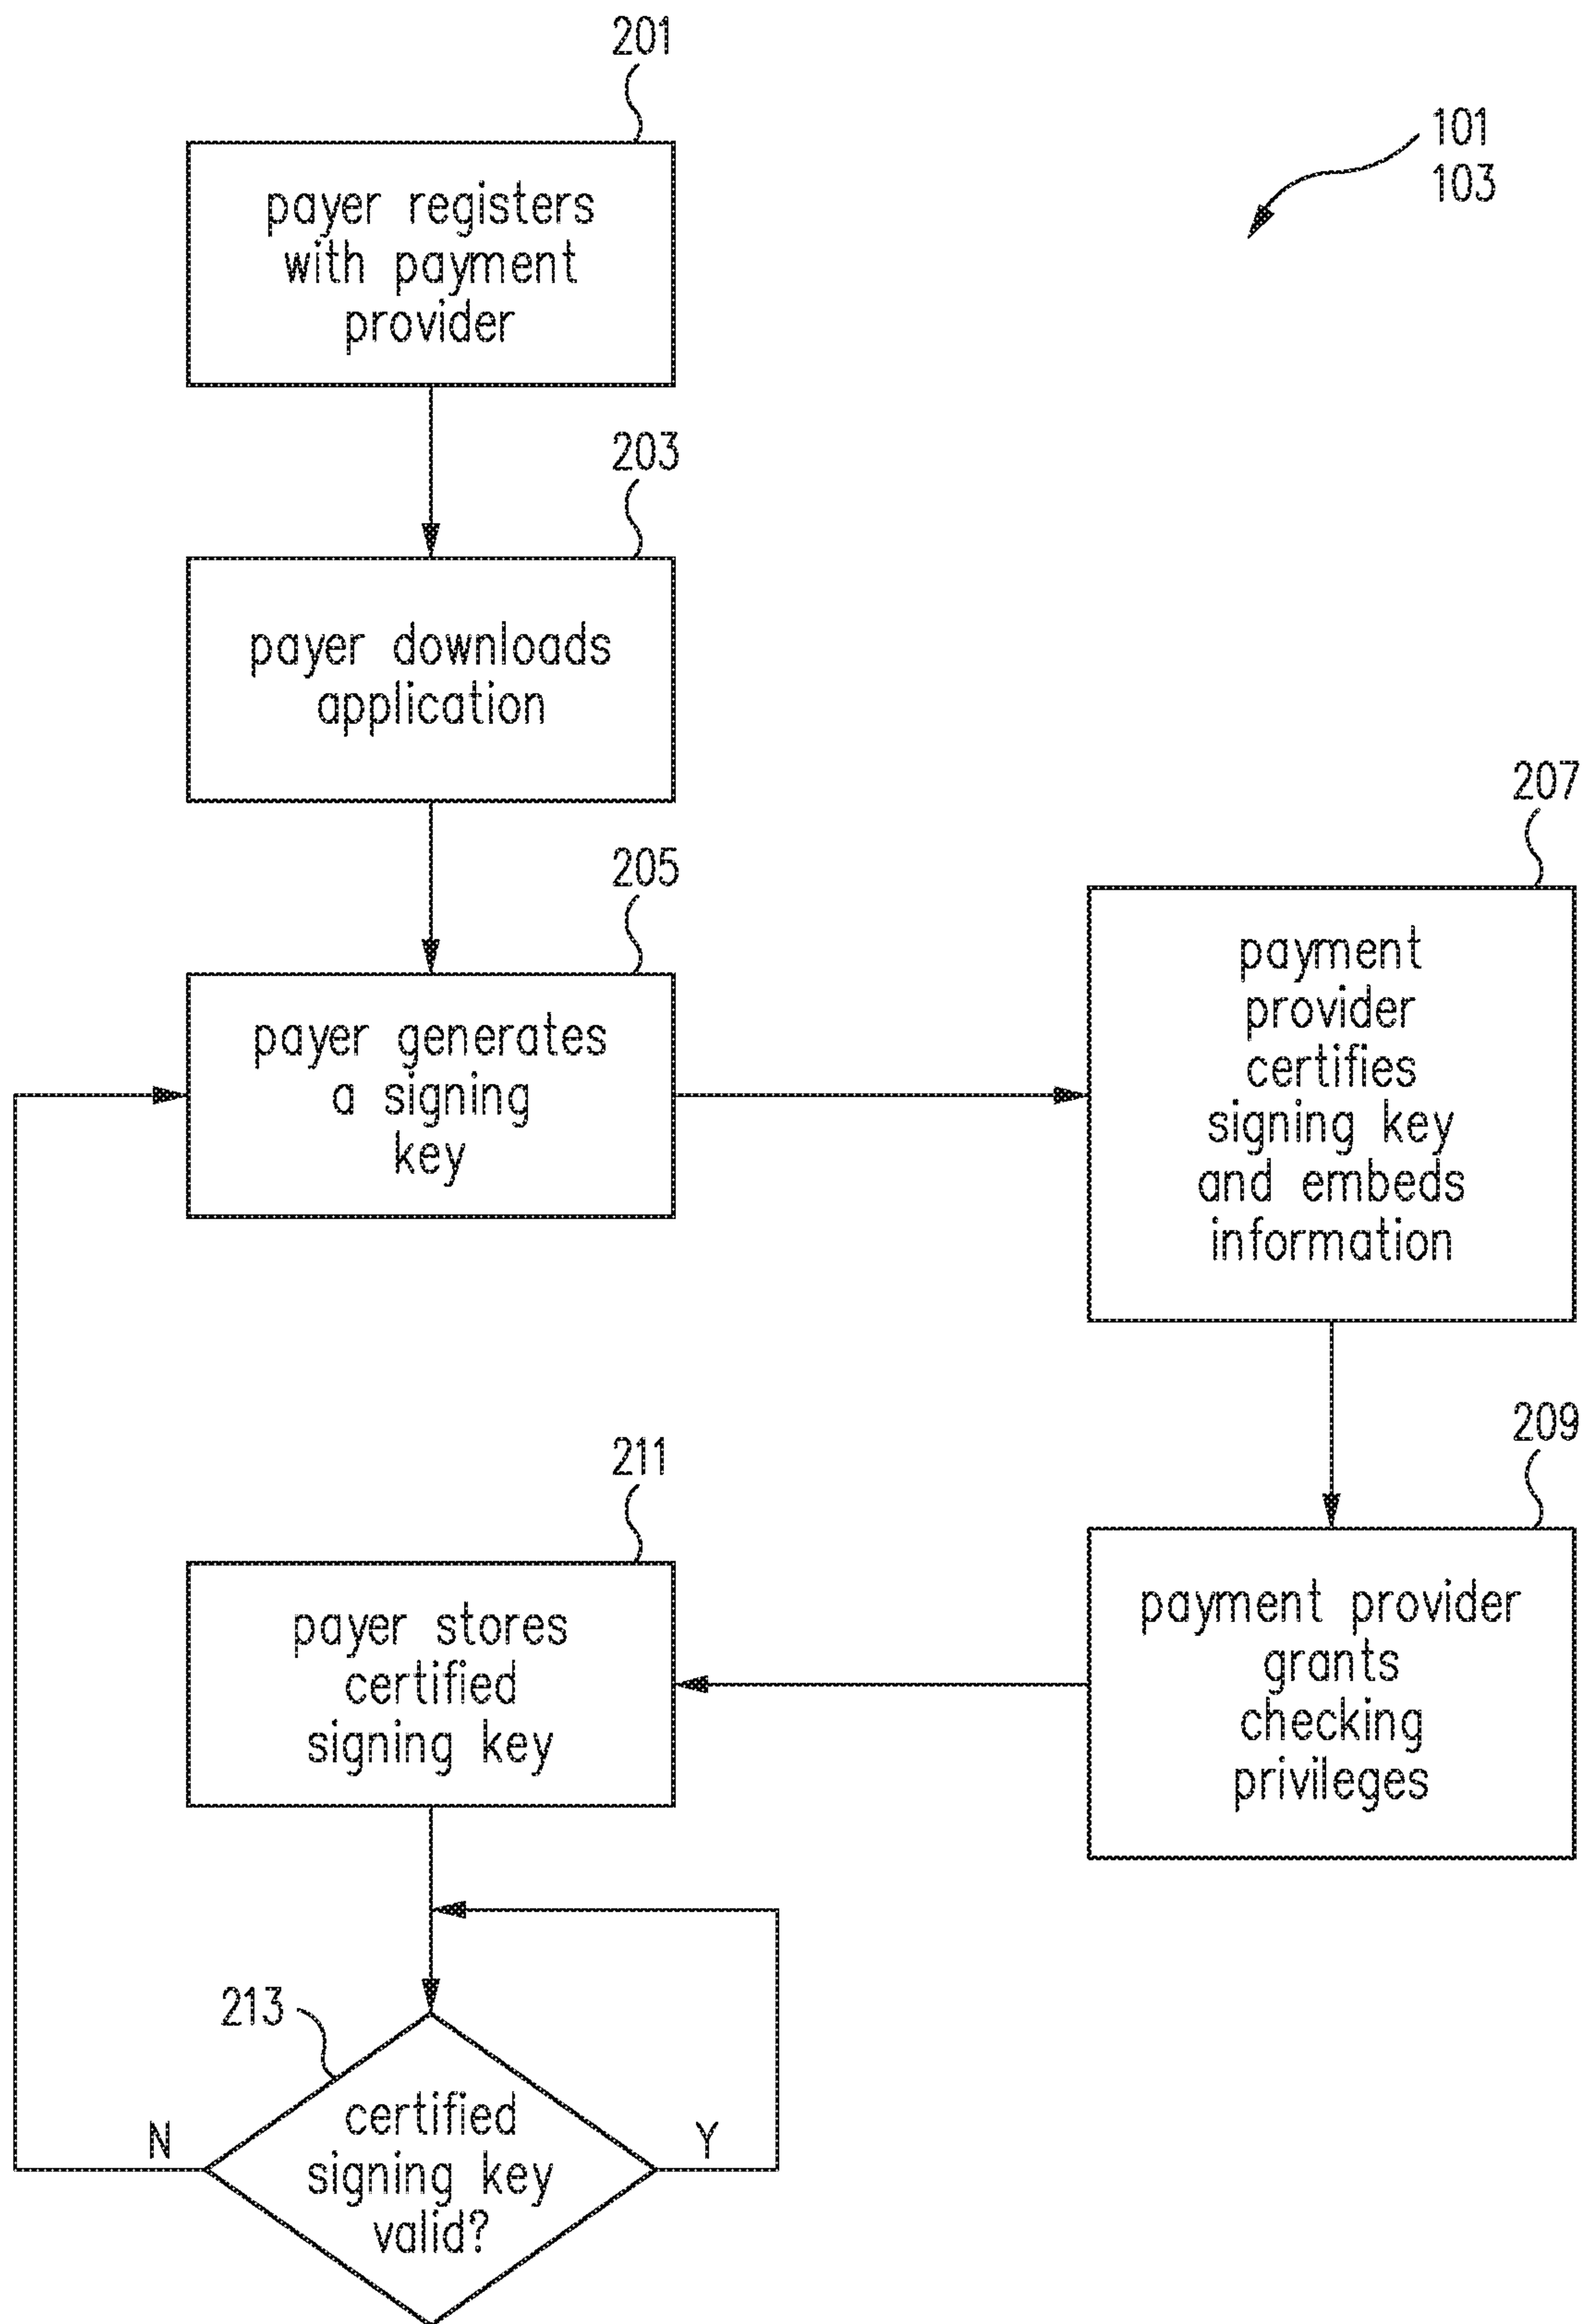 201
101
103
payer registers
with payment
provider
203
payer downloads
application
207
205
payer generates
a signing
key
payment
provider
certifies
signing key
and embeds
information
209
211
payer stores
certified
signing key
payment provider
grants
checking
privileges
213
certified
signing key
valid?
N
Y